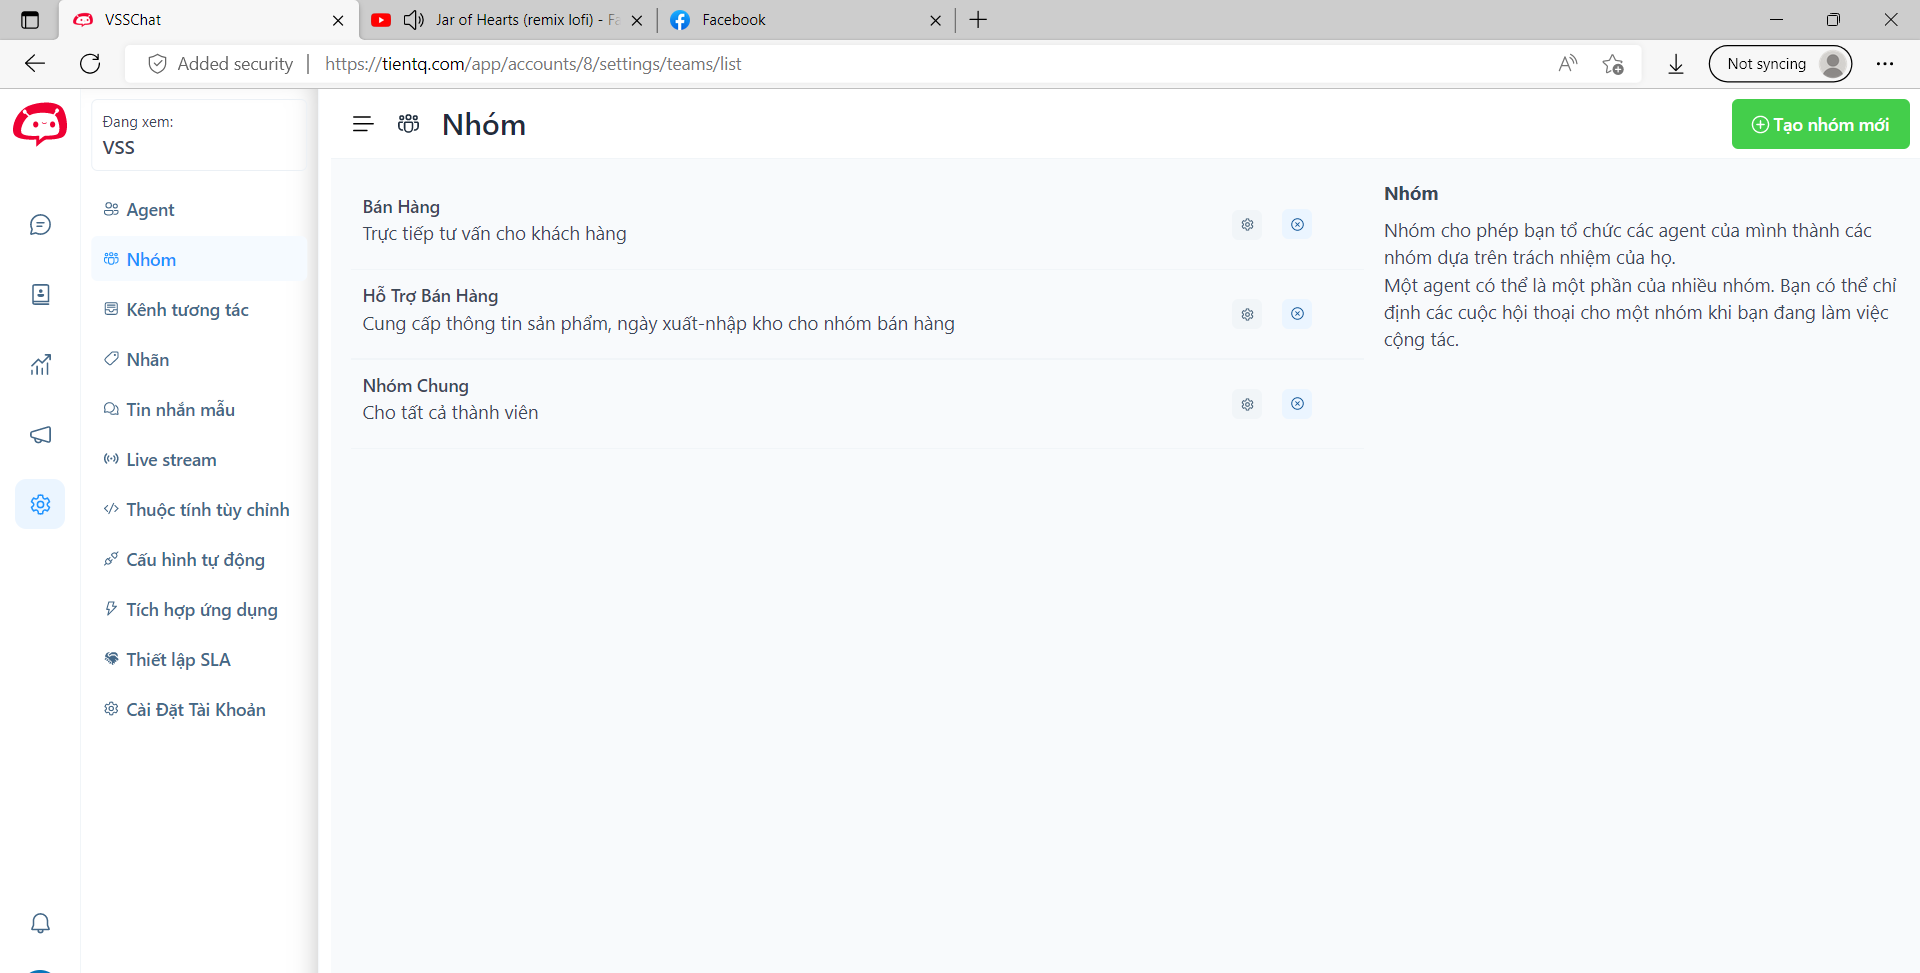 VSSChat
Jar of Hearts (remix lofi) - Fa
Facebook
Added security
https://tientq.com/app/accounts/8/settings/teams/list
Not syncing
Đang xem:
VSS
Agent
Nhóm
Kênh tương tác
Nhãn
Tin nhắn mẫu
Live stream
Thuộc tính tùy chỉnh
Cấu hình tự động
Tích hợp ứng dụng
Thiết lập SLA
Cài Đặt Tài Khoản
Nhóm
Tạo nhóm mới
Bán Hàng
Trực tiếp tư vấn cho khách hàng
Hỗ Trợ Bán Hàng
Cung cấp thông tin sản phẩm, ngày xuất-nhập kho cho nhóm bán hàng
Nhóm Chung
Cho tất cả thành viên
Nhóm
Nhóm cho phép bạn tổ chức các agent của mình thành các
nhóm dựa trên trách nhiệm của họ.
Một agent có thể là một phần của nhiều nhóm. Bạn có thể chỉ
định các cuộc hội thoại cho một nhóm khi bạn đang làm việc
cộng tác.